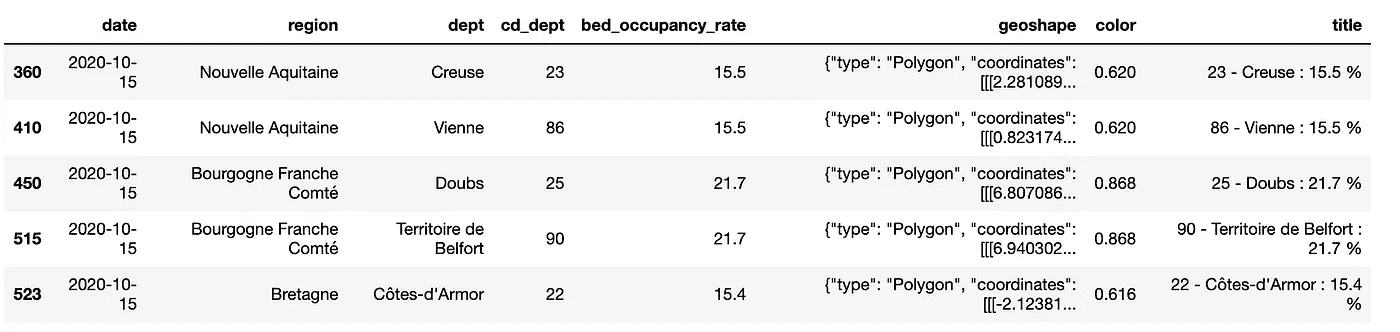 date region dept cd_dept bed_occupancy_rate geoshape color title
360 2020-10-15 Nouvelle Aquitaine Creuse 23 15.5 {"type": "Polygon", "coordinates": [[[2.281089... 0.620 23 - Creuse : 15.5 %
410 2020-10-15 Nouvelle Aquitaine Vienne 86 15.5 {"type": "Polygon", "coordinates": [[[0.823174... 0.620 86 - Vienne : 15.5 %
450 2020-10-15 Bourgogne Franche Comté Doubs 25 21.7 {"type": "Polygon", "coordinates": [[[6.807086... 0.868 25 - Doubs : 21.7 %
515 2020-10-15 Bourgogne Franche Comté Territoire de Belfort 90 21.7 {"type": "Polygon", "coordinates": [[[6.940302... 0.868 90 - Territoire de Belfort : 21.7 %
523 2020-10-15 Bretagne Côtes-d'Armor 22 15.4 {"type": "Polygon", "coordinates": [[[-2.12381... 0.616 22 - Côtes-d'Armor : 15.4 %